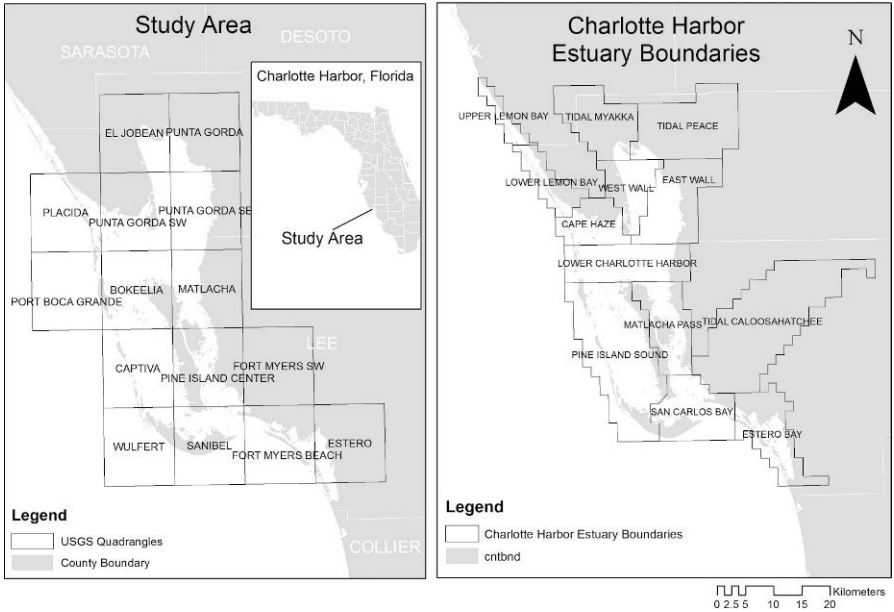 Study Area
SARASOTA
DESOTO
Charlotte Harbor, Florida
Study Area
EL JOBEAN
PUNTA GORDA
PLACIDA
PUNTA GORDA SW
PUNTA GORDA SE
PORT BOCA GRANDE
BOKEELIA
MATLACHA
LEE
CAPTIVA
PINE ISLAND CENTER
FORT MYERS SW
WULFERT
SANIBEL
FORT MYERS BEACH
ESTERO
COLLIER
Legend
USGS Quadrangles
County Boundary
Charlotte Harbor
Estuary Boundaries
N
UPPER LEMON BAY
TIDAL MYAKKA
TIDAL PEACE
LOWER LEMON BAY
WEST WALL
EAST WALL
CAPE HAZE
LOWER CHARLOTTE HARBOR
MATLACHA PASS
TIDAL CALOOSAHATCHEE
PINE ISLAND SOUND
SAN CARLOS BAY
ESTERO BAY
Legend
Charlotte Harbor Estuary Boundaries
cntbnd
Kilometers
0 2.5 5 10 15 20